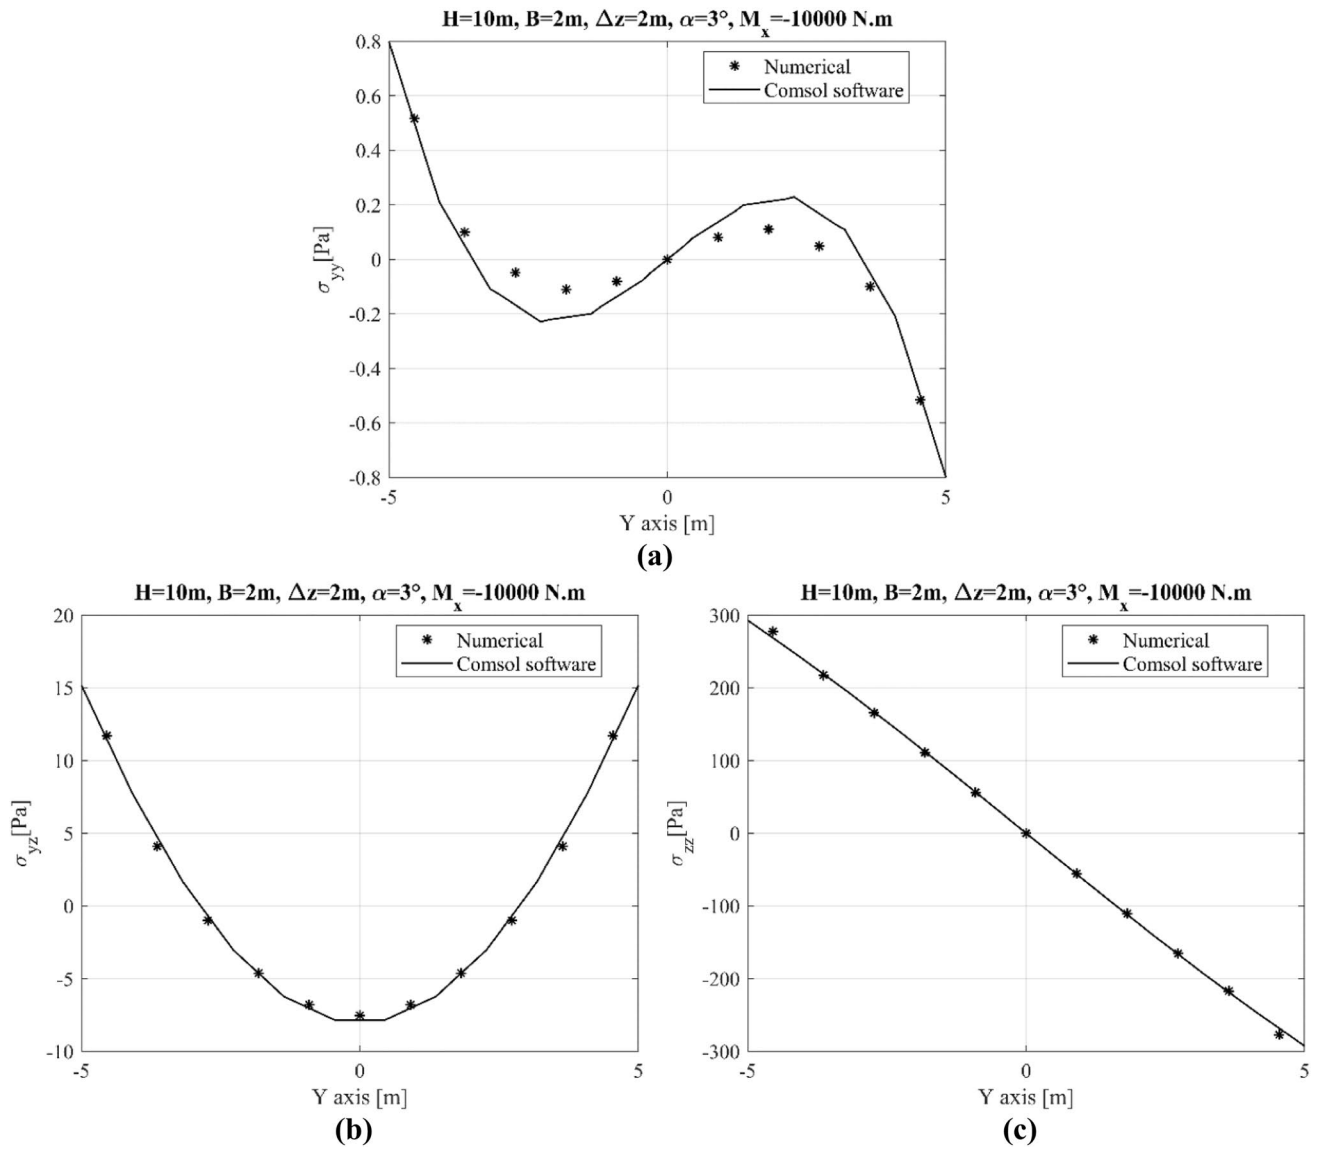 H=10m, B=2m, Δz=2m, α=3°, Mx=-10000 N.m
Numerical
Comsol software
0.8
0.6
0.4
0.2
0
-0.2
-0.4
-0.6
-0.8
σyy[Pa]
-5 0 5
Y axis [m]
(a)
H=10m, B=2m, Δz=2m, α=3°, Mx=-10000 N.m
Numerical
Comsol software
20
15
10
5
0
-5
-10
σyz[Pa]
-5 0 5
Y axis [m]
(b)
H=10m, B=2m, Δz=2m, α=3°, Mx=-10000 N.m
Numerical
Comsol software
300
200
100
0
-100
-200
-300
σzz[Pa]
-5 0 5
Y axis [m]
(c)